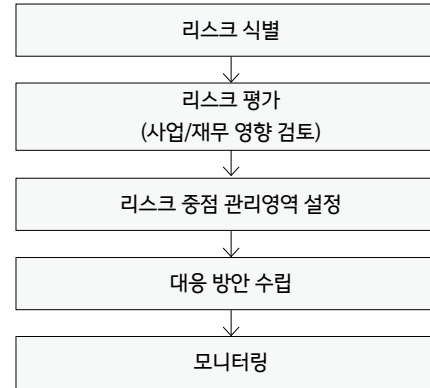 리스크 식별
리스크 평가
(사업/재무 영향 검토)
리스크 중점 관리영역 설정
대응 방안 수립
모니터링